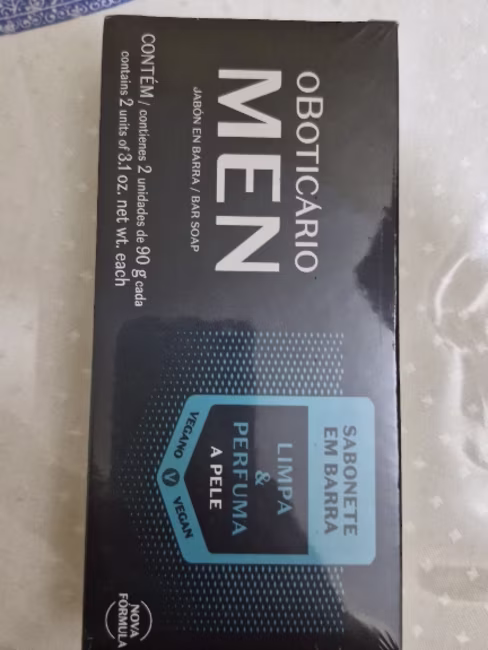 oBOTICÁRIO
MEN
JABÓN EN BARRA / BAR SOAP
CONTÉM / contienes 2 unidades de 90 g cada
contains 2 units of 3.1 oz. net wt. each
SABONETE
EM BARRA
LIMPA
&
PERFUMA
A PELE
VEGANO V VEGAN
NOVA
FÓRMULA